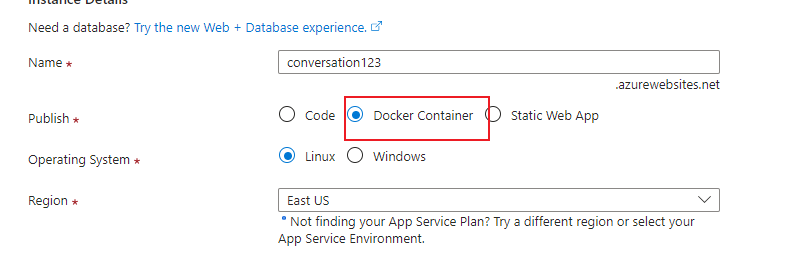 Instance Details
Need a database? Try the new Web + Database experience.
Name *
conversation123
.azurewebsites.net
Publish *
Code
Docker Container
Static Web App
Operating System *
Linux
Windows
Region *
East US
Not finding your App Service Plan? Try a different region or select your
App Service Environment.